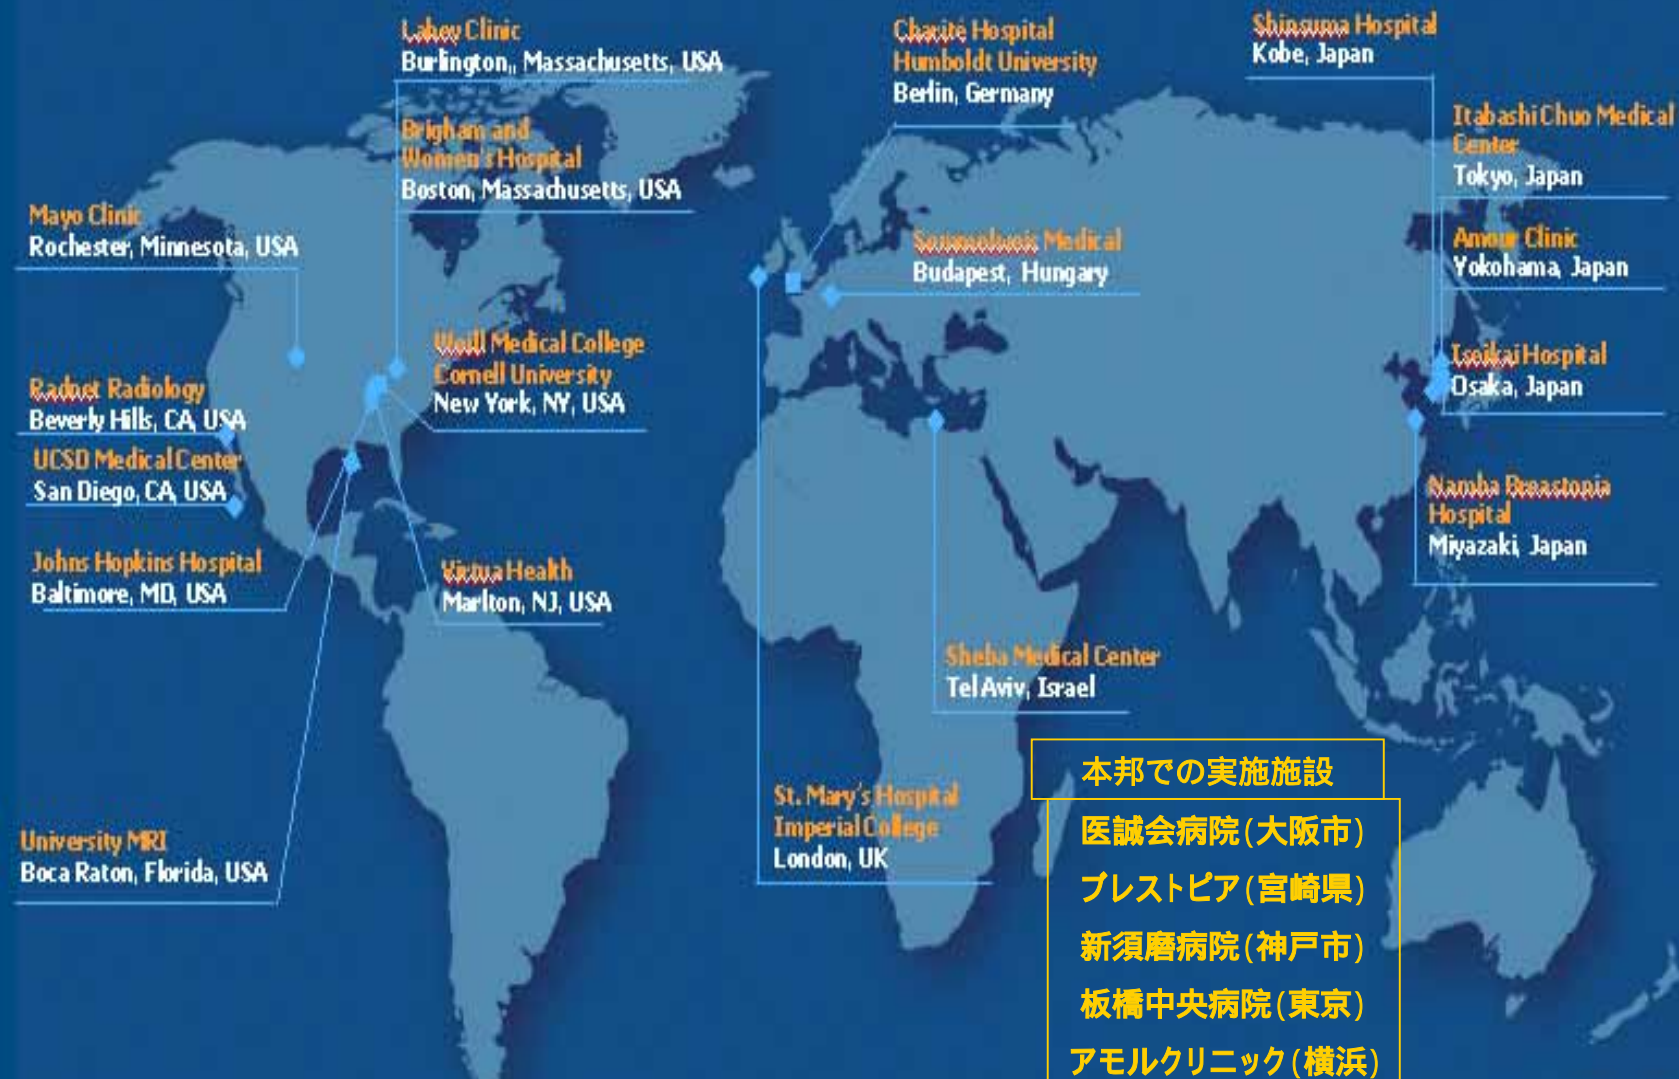 Lahey Clinic
Burlington,, Massachusetts, USA
Brigham and
Women's Hospital
Boston, Massachusetts, USA
Mayo Clinic
Rochester, Minnesota, USA
Weill Medical College
Cornell University
New York, NY, USA
Radnet Radiology
Beverly Hills, CA, USA
UCSD Medical Center
San Diego, CA, USA
Johns Hopkins Hospital
Baltimore, MD, USA
Virtua Health
Marlton, NJ, USA
University MRI
Boca Raton, Florida, USA
Charité Hospital
Humboldt University
Berlin, Germany
Medical
Budapest, Hungary
Sheba Medical Center
Tel Aviv, Israel
St. Mary's Hospital
Imperial College
London, UK
Shinsuma Hospital
Kobe, Japan
Itabashi Chuo Medical
Center
Tokyo, Japan
Amour Clinic
Yokohama, Japan
Iseikai Hospital
Osaka, Japan
Namba Breastopia
Hospital
Miyazaki, Japan
本邦での実施施設
医誠会病院(大阪市)
ブレストピア(宮崎県)
新須磨病院(神戸市)
板橋中央病院(東京)
アモルクリニック(横浜)